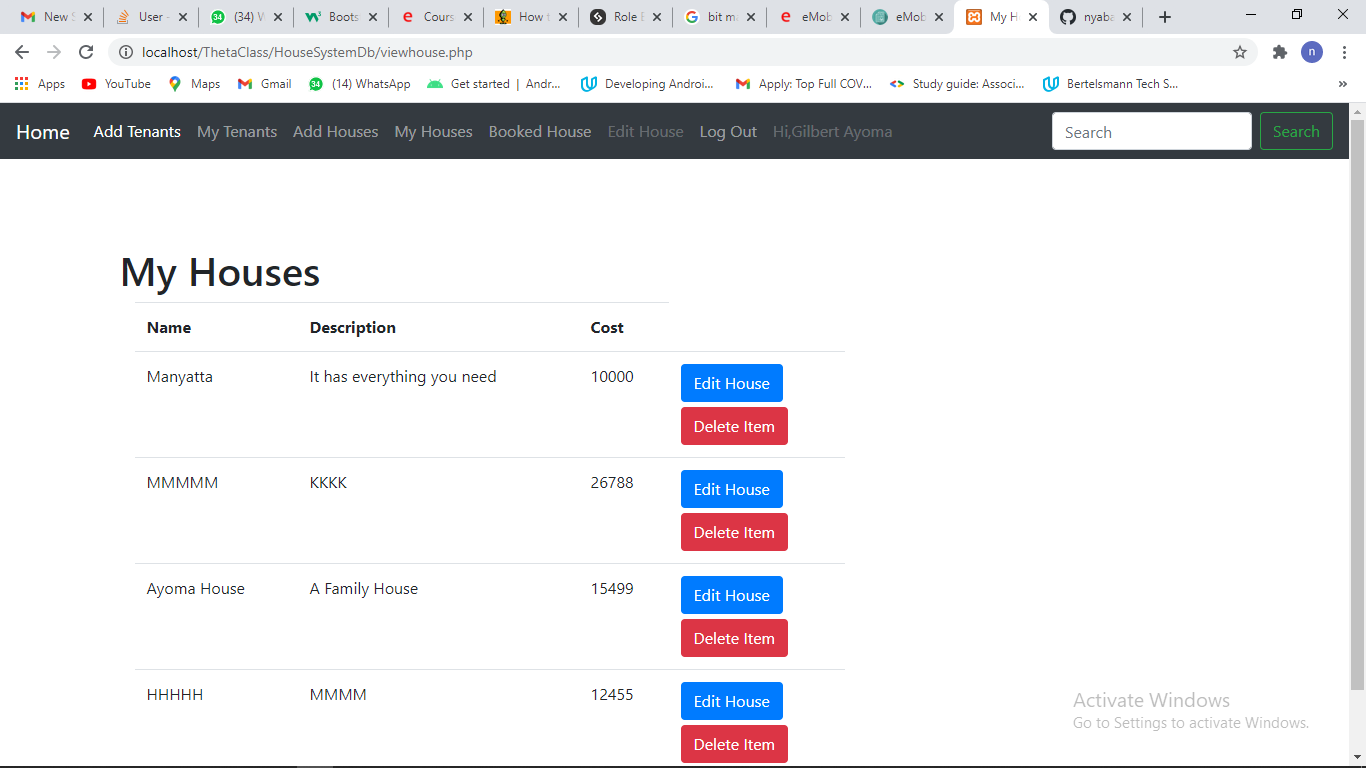 New S User - (34) W Boots Cours How t Role B bit ma eMob eMob My H nyaba
localhost/ThetaClass/HouseSystemDb/viewhouse.php n
Apps YouTube Maps Gmail 34 (14) WhatsApp Get started | Andr... Developing Androi... Apply: Top Full COV... Study guide: Associ... Bertelsmann Tech S... »
Home Add Tenants My Tenants Add Houses My Houses Booked House Edit House Log Out Hi,Gilbert Ayoma Search Search
My Houses
Name Description Cost
Manyatta It has everything you need 10000 Edit House
Delete Item
MMMMM KKKK 26788 Edit House
Delete Item
Ayoma House A Family House 15499 Edit House
Delete Item
HHHHH MMMM 12455 Edit House
Delete Item
Activate Windows
Go to Settings to activate Windows.